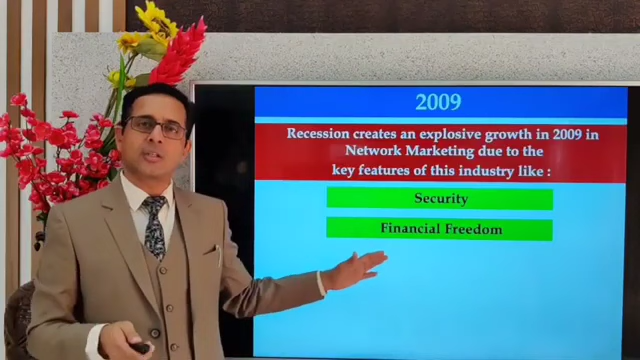 2009
Recession creates an explosive growth in 2009 in
Network Marketing due to the
key features of this industry like :
Security
Financial Freedom